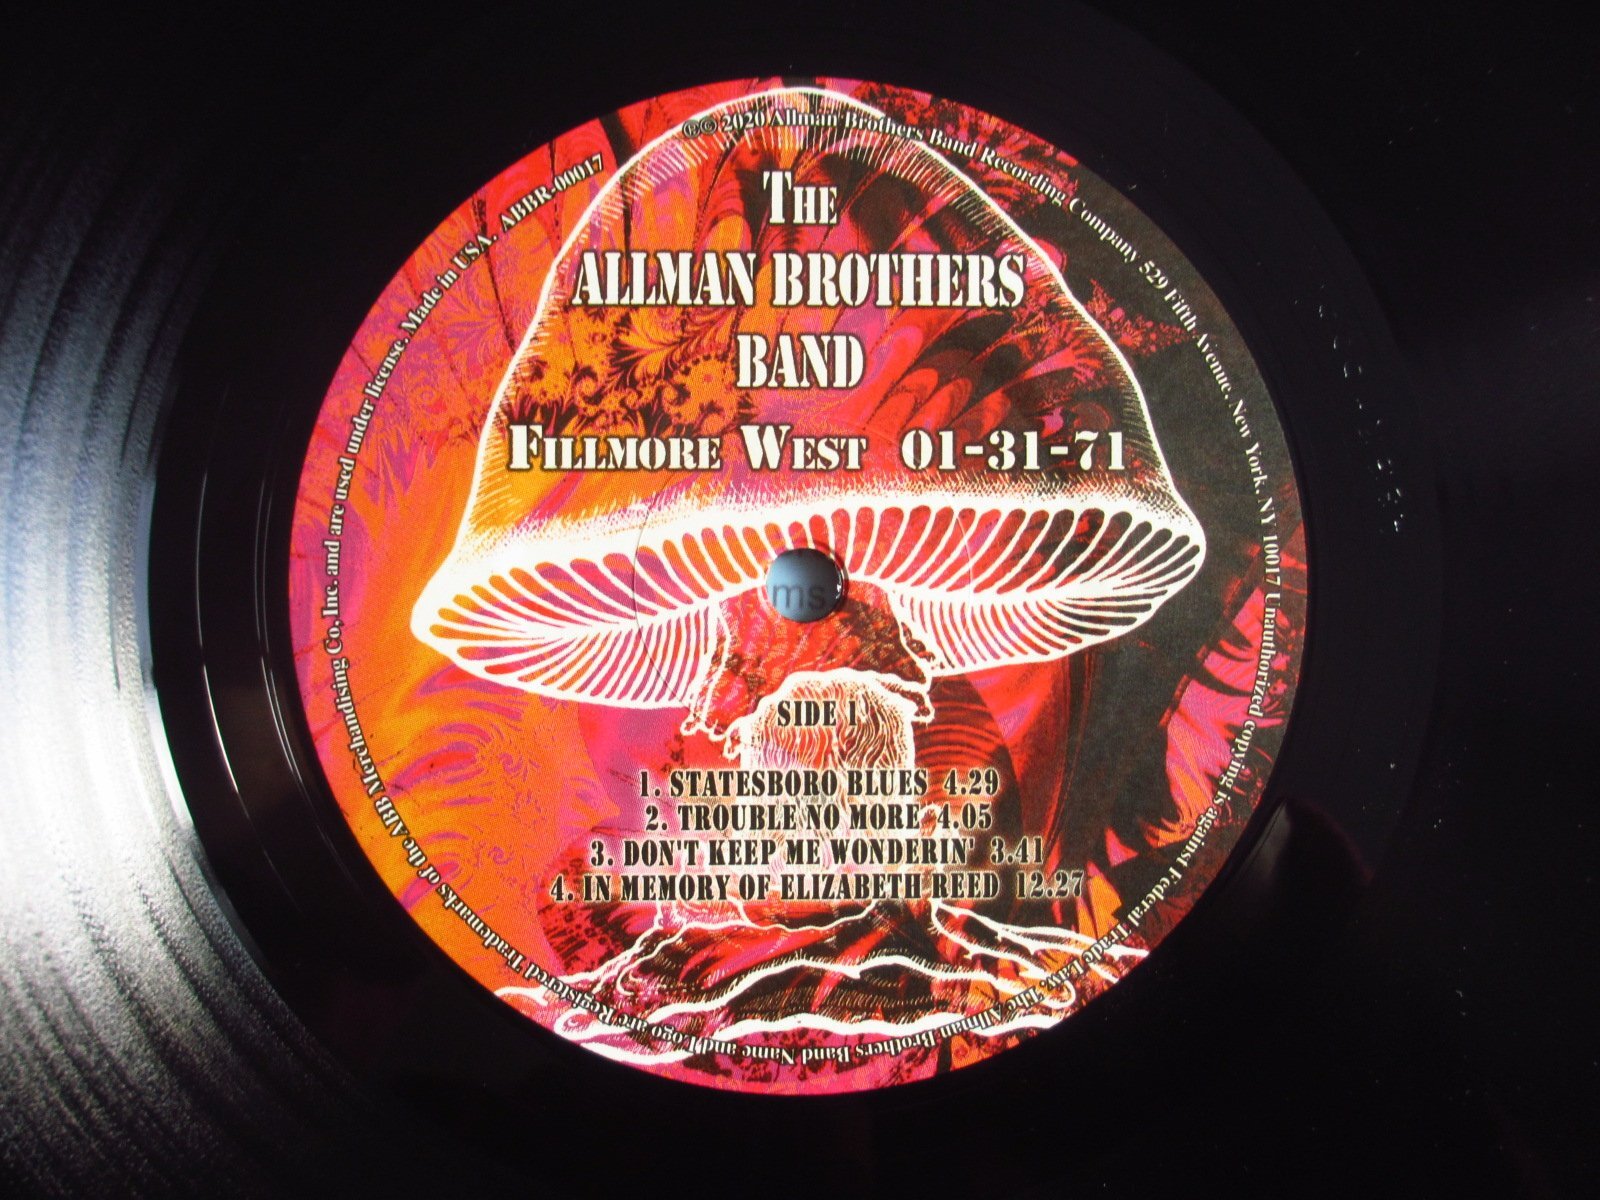 ℗© 2020 Allman Brothers Band Recording Company 529 Fifth Avenue, New York, NY 10017 Unauthorized copying is against Federal Trade Law. The Allman Brothers Band Name and Logo are Registered Trademarks of the ABB Merchandising Co, Inc. and are used under license. Made in USA. ABBR-00017
THE
ALLMAN BROTHERS
BAND
FILLMORE WEST 01-31-71
ms
SIDE 1
1. STATESBORO BLUES 4.29
2. TROUBLE NO MORE 4.05
3. DON'T KEEP ME WONDERIN' 3.41
4. IN MEMORY OF ELIZABETH REED 12.27